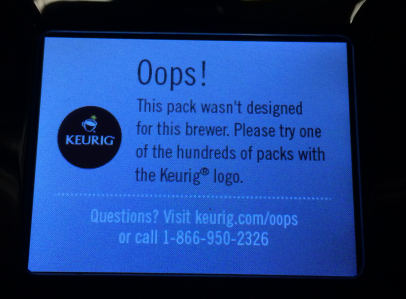 Oops!
This pack wasn't designed
for this brewer. Please try one
of the hundreds of packs with
the Keurig® logo.
KEURIG
Questions? Visit keurig.com/oops
or call 1-866-950-2326